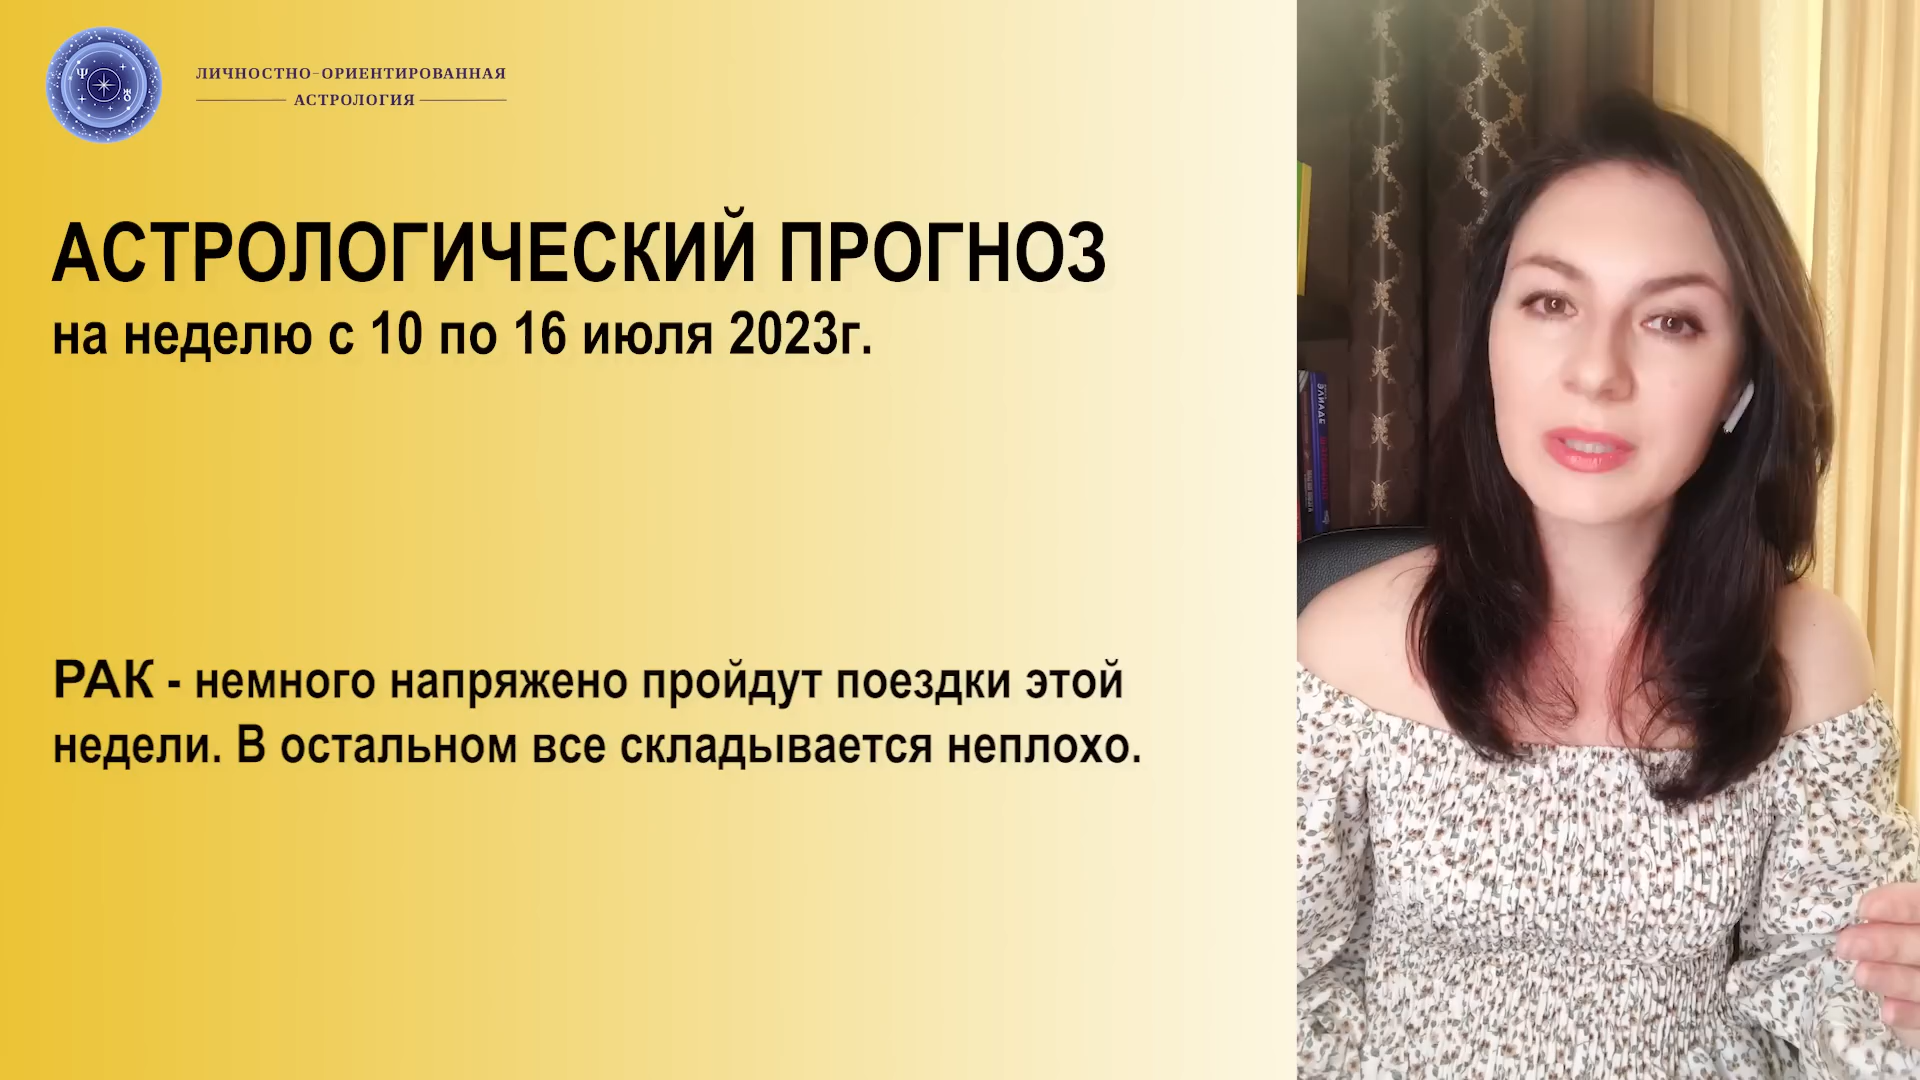 ЛИЧНОСТНО-ОРИЕНТИРОВАННАЯ
АСТРОЛОГИЯ
АСТРОЛОГИЧЕСКИЙ ПРОГНОЗ
на неделю с 10 по 16 июля 2023г.
РАК - немного напряжено пройдут поездки этой
недели. В остальном все складывается неплохо.
ЭЛИАДЕ